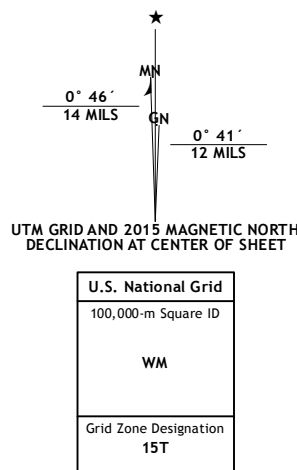 MN
0° 46´
14 MILS
GN
0° 41´
12 MILS
UTM GRID AND 2015 MAGNETIC NORTH
DECLINATION AT CENTER OF SHEET
U.S. National Grid
100,000-m Square ID
WM
Grid Zone Designation
15T